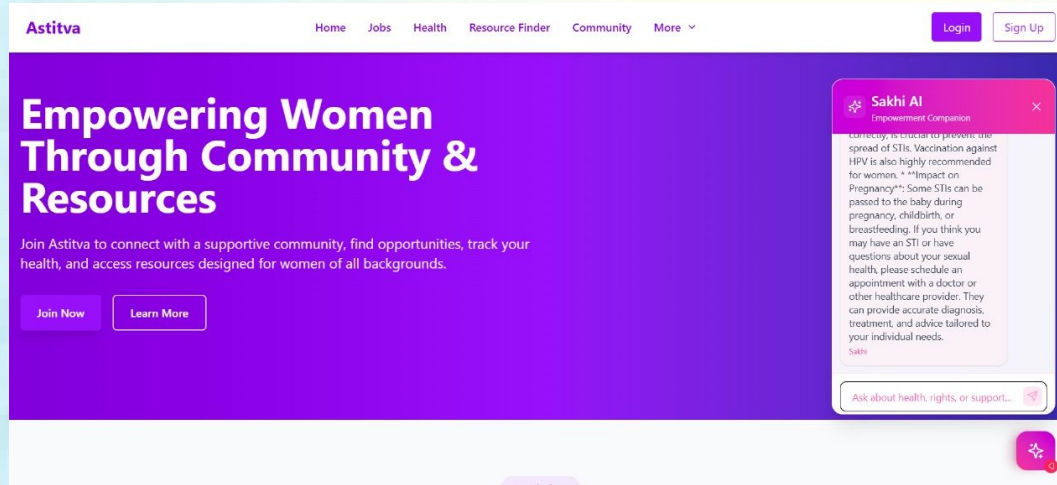 Astitva
Home Jobs Health Resource Finder Community More
Login Sign Up
Empowering Women
Through Community &
Resources
Join Astitva to connect with a supportive community, find opportunities, track your
health, and access resources designed for women of all backgrounds.
Join Now Learn More
Sakhi AI
Empowerment Companion
correctly, is crucial to prevent the
spread of STIs. Vaccination against
HPV is also highly recommended
for women. * **Impact on
Pregnancy**: Some STIs can be
passed to the baby during
pregnancy, childbirth, or
breastfeeding. If you think you
may have an STI or have
questions about your sexual
health, please schedule an
appointment with a doctor or
other healthcare provider. They
can provide accurate diagnosis,
treatment, and advice tailored to
your individual needs.
Sakhi
Ask about health, rights, or support...